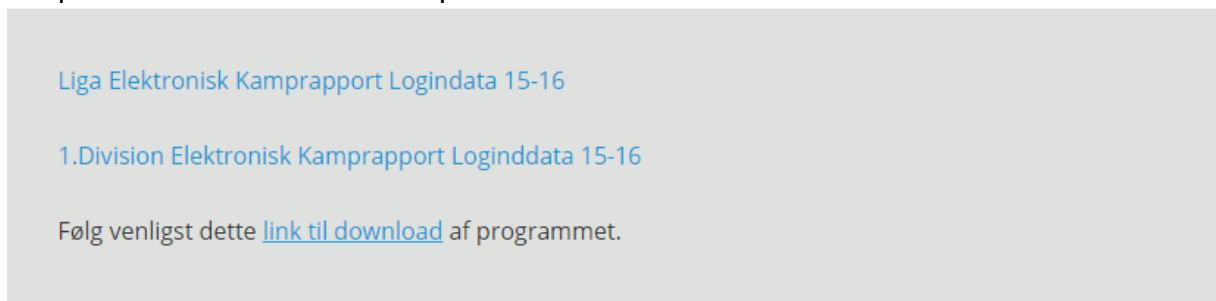 Liga Elektronisk Kamprapport Logindata 15-16
1.Division Elektronisk Kamprapport Loginddata 15-16
Følg venligst dette link til download af programmet.